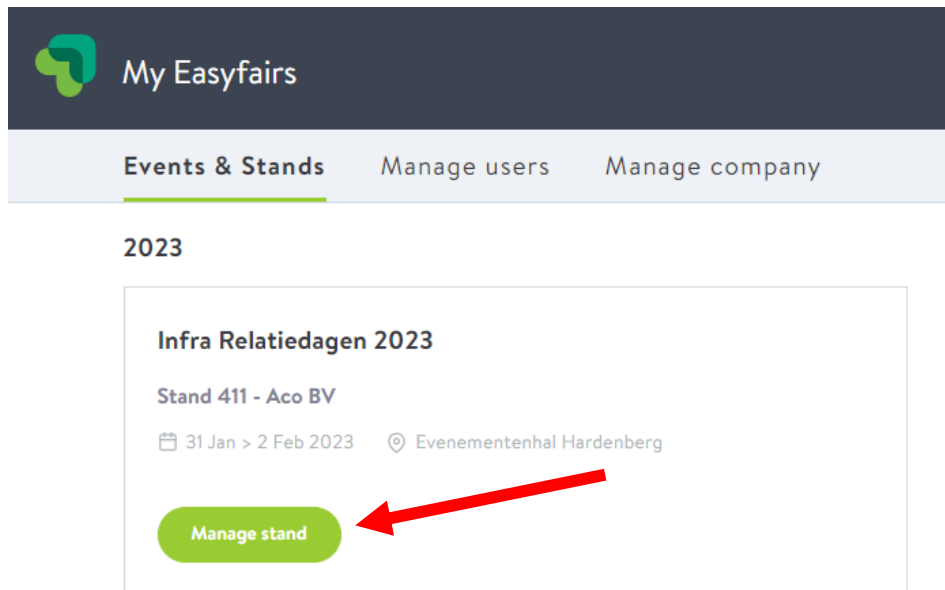 My Easyfairs
Events & Stands Manage users Manage company
2023
Infra Relatiedagen 2023
Stand 411 - Aco BV
31 Jan > 2 Feb 2023 Evenementenhal Hardenberg
Manage stand